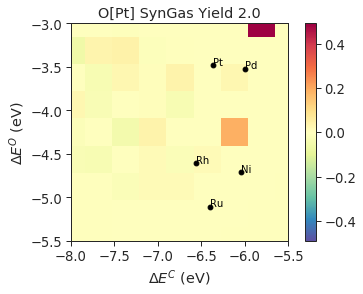 O[Pt] SynGas Yield 2.0
−3.0
−3.5
−4.0
−4.5
−5.0
−5.5
ΔE^O (eV)
Pt
Pd
Rh
Ni
Ru
−8.0 −7.5 −7.0 −6.5 −6.0 −5.5
ΔE^C (eV)
0.4
0.2
0.0
−0.2
−0.4